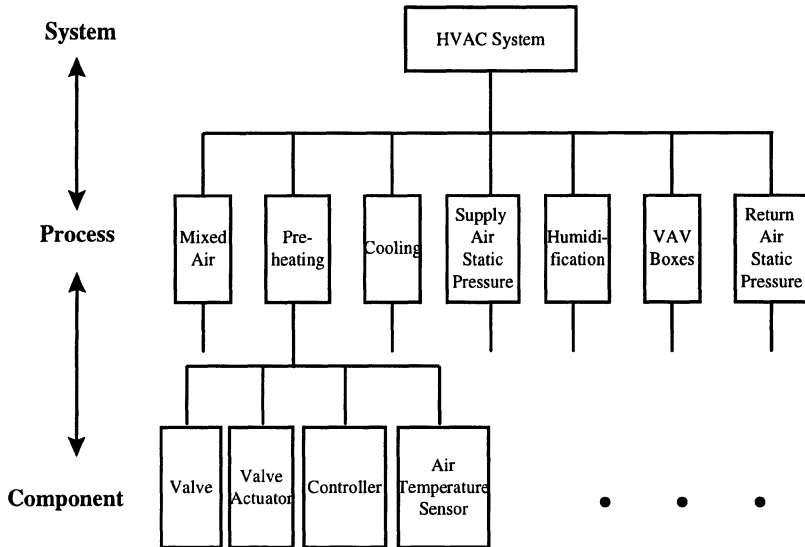 System
HVAC System
Process
Mixed
Air
Pre-
heating
Cooling
Supply
Air
Static
Pressure
Humidi-
fication
VAV
Boxes
Return
Air
Static
Pressure
Component
Valve
Valve
Actuator
Controller
Air
Temperature
Sensor